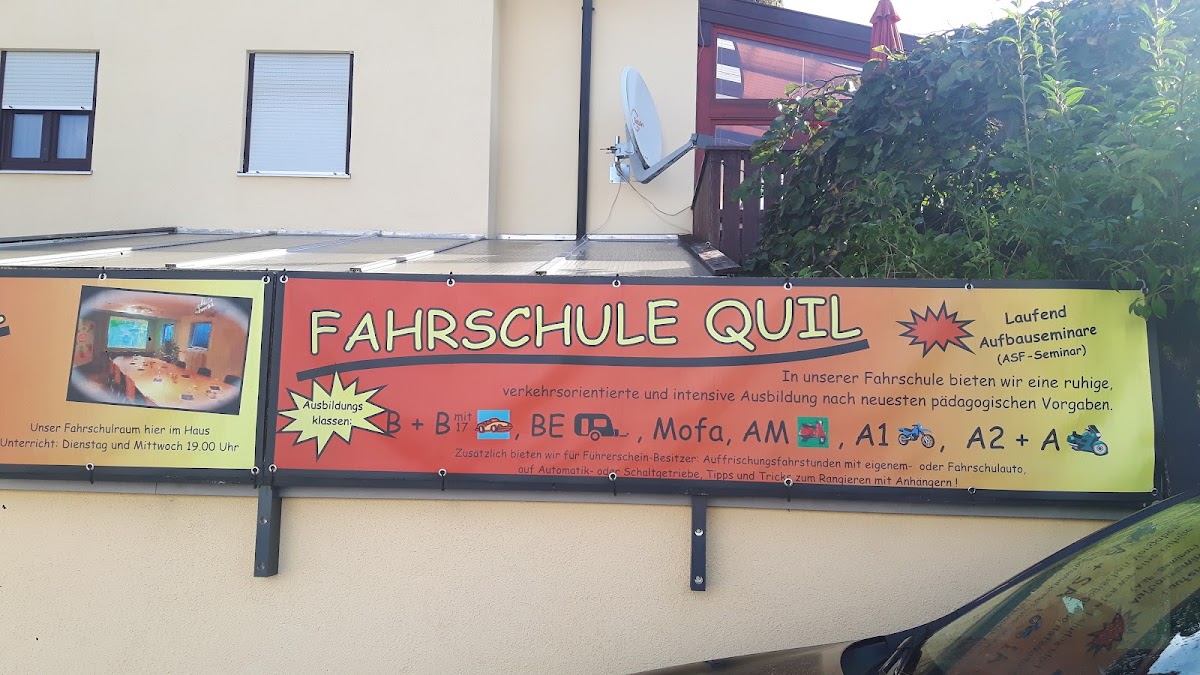 Unser Fahrschulraum hier im Haus
Unterricht: Dienstag und Mittwoch 19.00 Uhr
FAHRSCHULE QUIL
Laufend
Aufbauseminare
(ASF-Seminar)
In unserer Fahrschule bieten wir eine ruhige,
verkehrsorientierte und intensive Ausbildung nach neuesten pädagogischen Vorgaben.
Ausbildungs
klassen:
B + B mit 17, BE, Mofa, AM, A1, A2 + A
Zusätzlich bieten wir für Führerschein-Besitzer: Auffrischungsfahrstunden mit eigenem- oder Fahrschulauto,
auf Automatik- oder Schaltgetriebe, Tipps und Tricks zum Rangieren mit Anhängern!